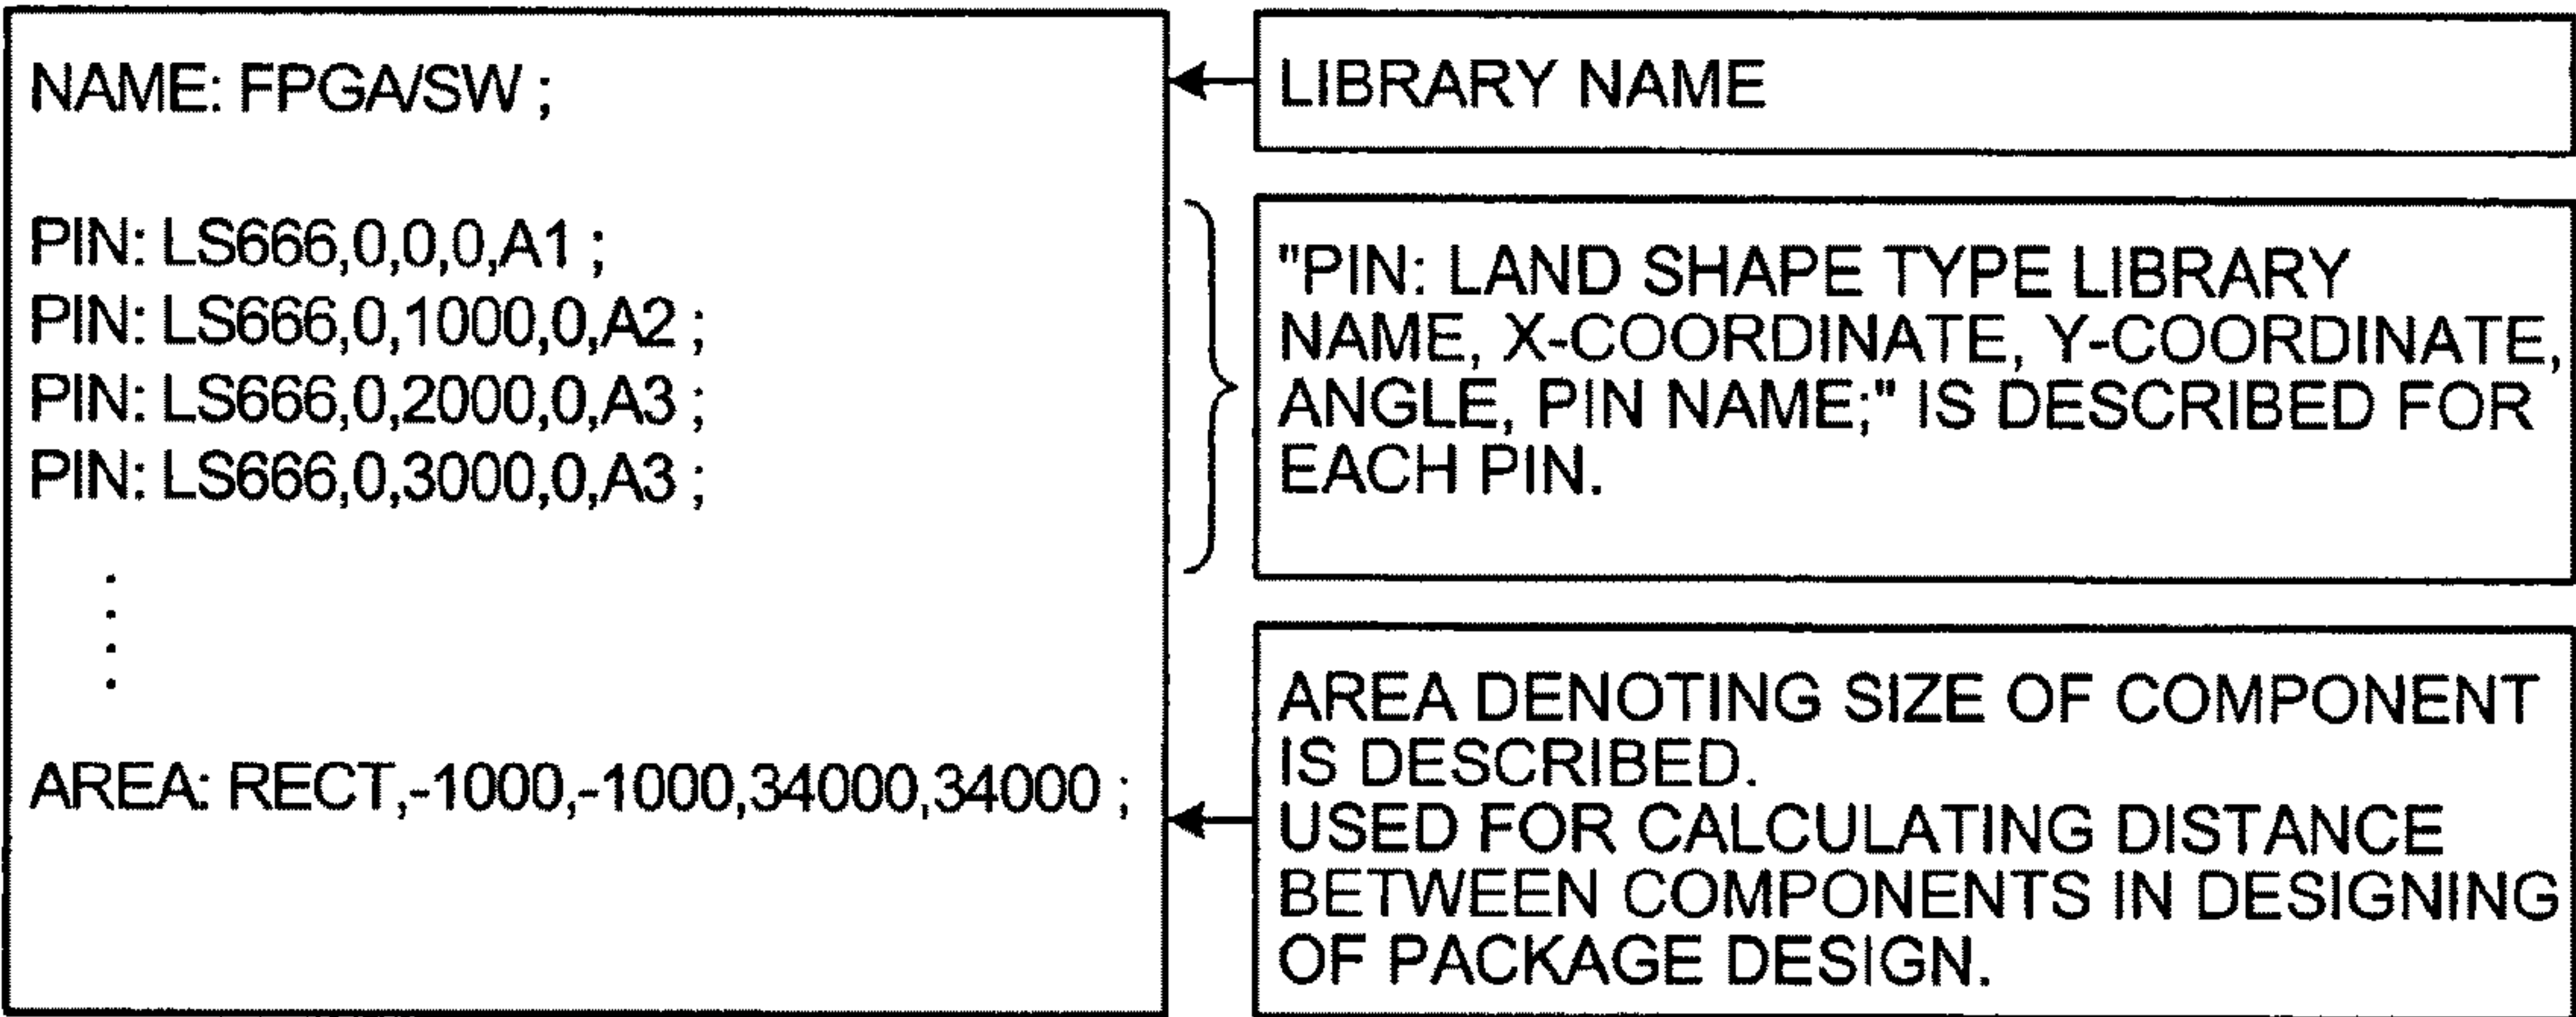 NAME: FPGA/SW ;
LIBRARY NAME
PIN: LS666,0,0,0,A1 ;
PIN: LS666,0,1000,0,A2 ;
PIN: LS666,0,2000,0,A3 ;
PIN: LS666,0,3000,0,A3 ;
"PIN: LAND SHAPE TYPE LIBRARY
NAME, X-COORDINATE, Y-COORDINATE,
ANGLE, PIN NAME;" IS DESCRIBED FOR
EACH PIN.
AREA: RECT,-1000,-1000,34000,34000 ;
AREA DENOTING SIZE OF COMPONENT
IS DESCRIBED.
USED FOR CALCULATING DISTANCE
BETWEEN COMPONENTS IN DESIGNING
OF PACKAGE DESIGN.